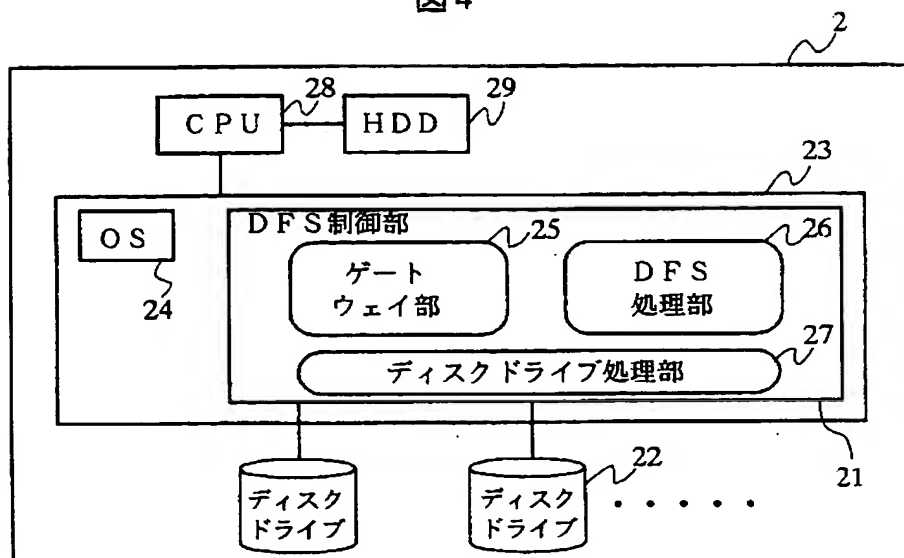 図4
2
28
29
CPU
HDD
23
OS
24
DFS制御部
25
26
ゲート
ウェイ部
DFS
処理部
27
ディスクドライブ処理部
21
22
ディスク
ドライブ
ディスク
ドライブ
・・・・・